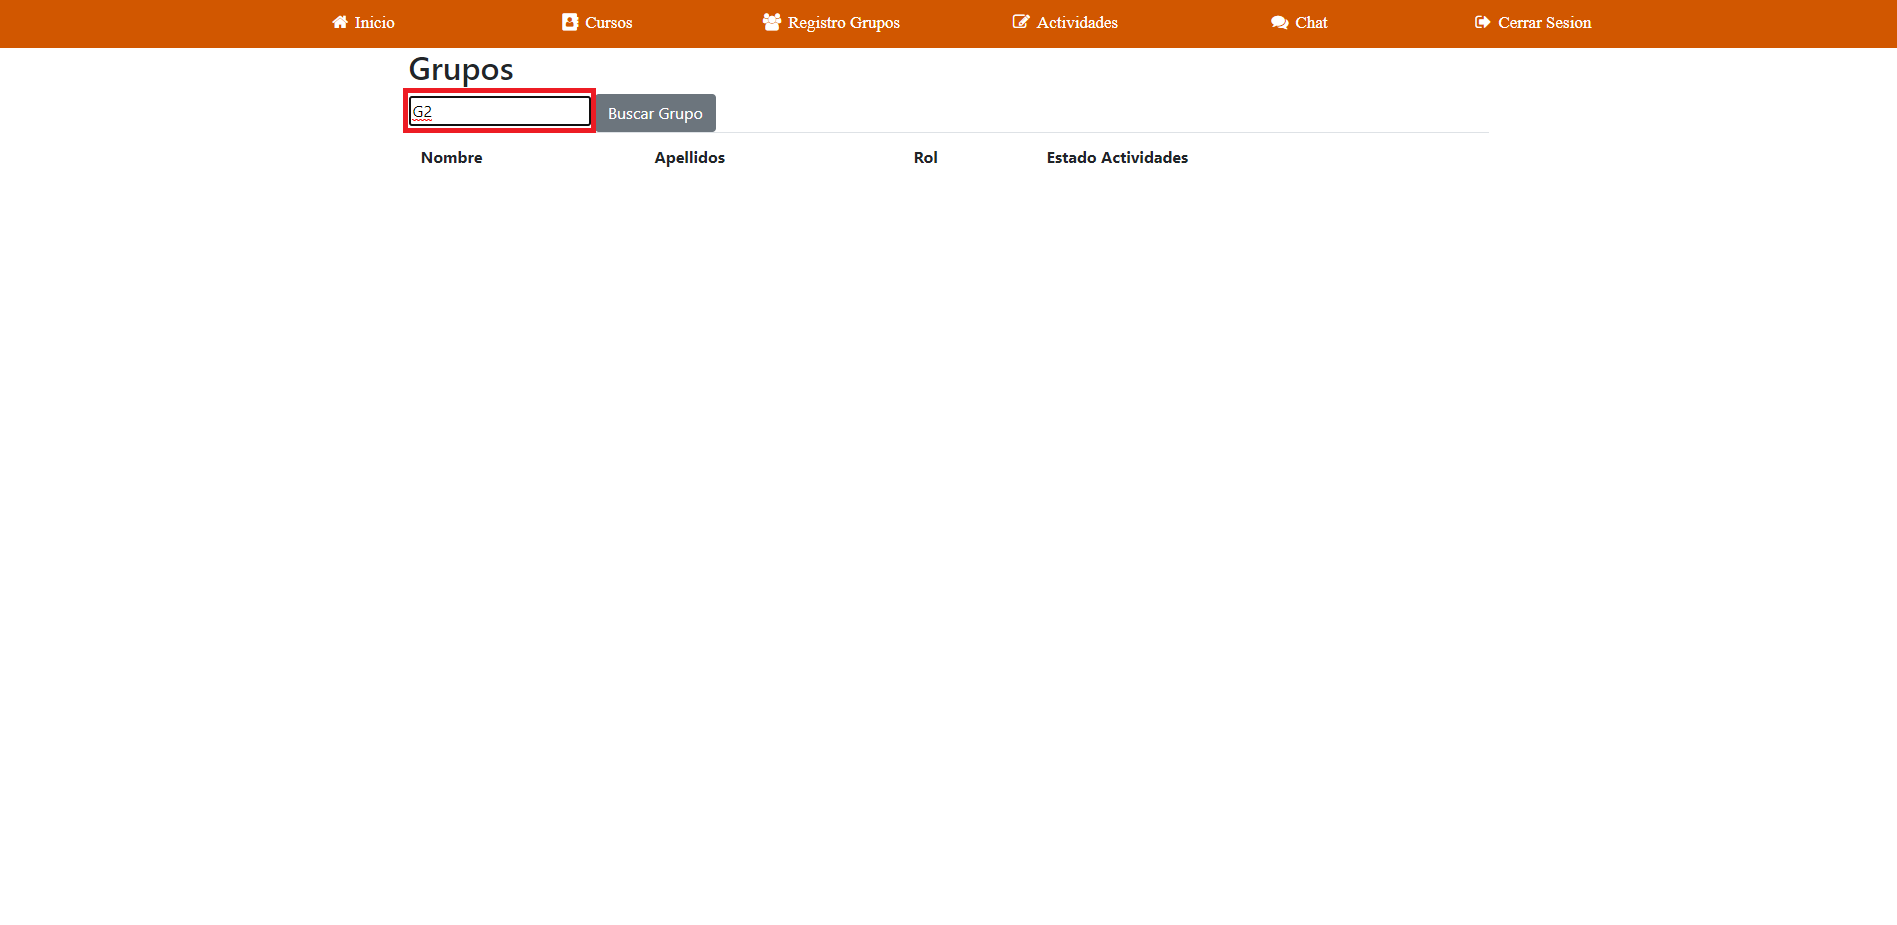 Inicio Cursos Registro Grupos Actividades Chat Cerrar Sesion
Grupos
G2 Buscar Grupo
Nombre Apellidos Rol Estado Actividades